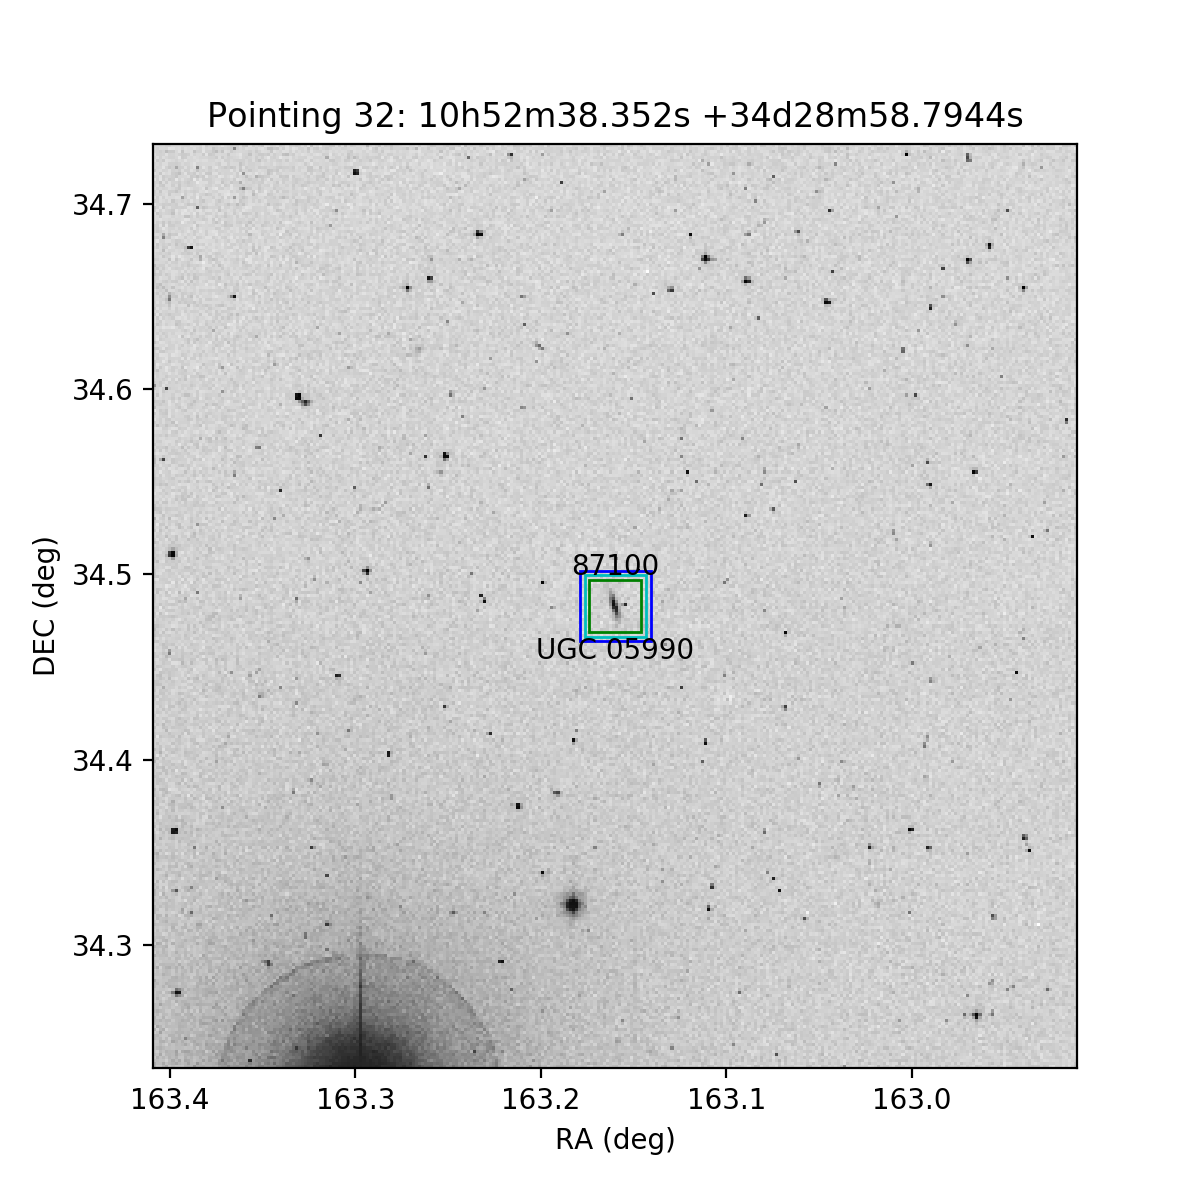 Pointing 32: 10h52m38.352s +34d28m58.7944s
34.7
34.6
34.5
34.4
34.3
DEC (deg)
87100
UGC 05990
163.4 163.3 163.2 163.1 163.0
RA (deg)